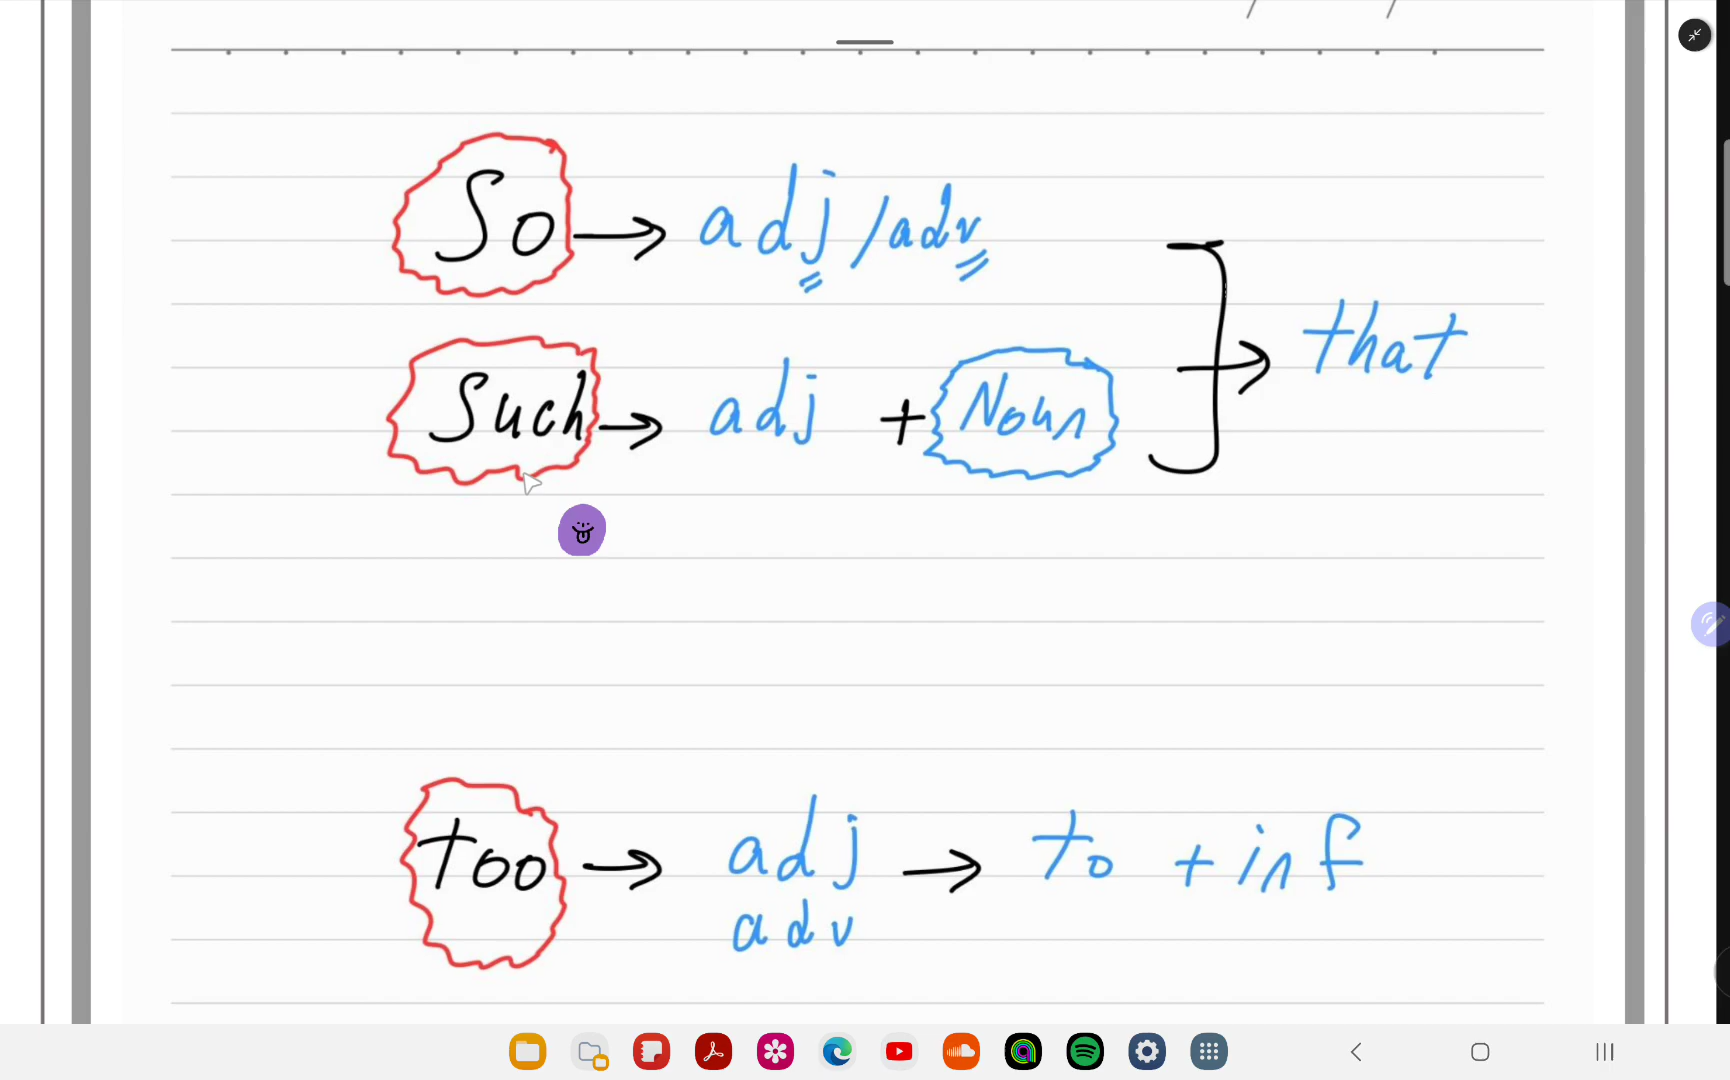 So → adj/adv
Such → adj + Noun → that
too → adj → to + inf
adv